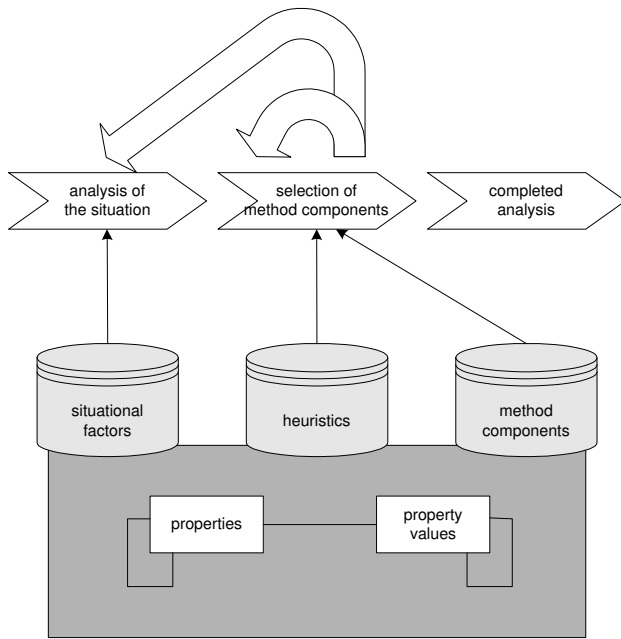 analysis of
the situation
selection of
method components
completed
analysis
situational
factors
heuristics
method
components
properties
property
values